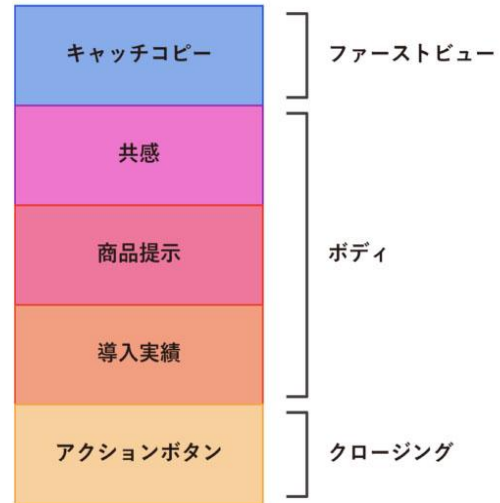 キャッチコピー
ファーストビュー
共感
商品提示
ボディ
導入実績
アクションボタン
クロージング